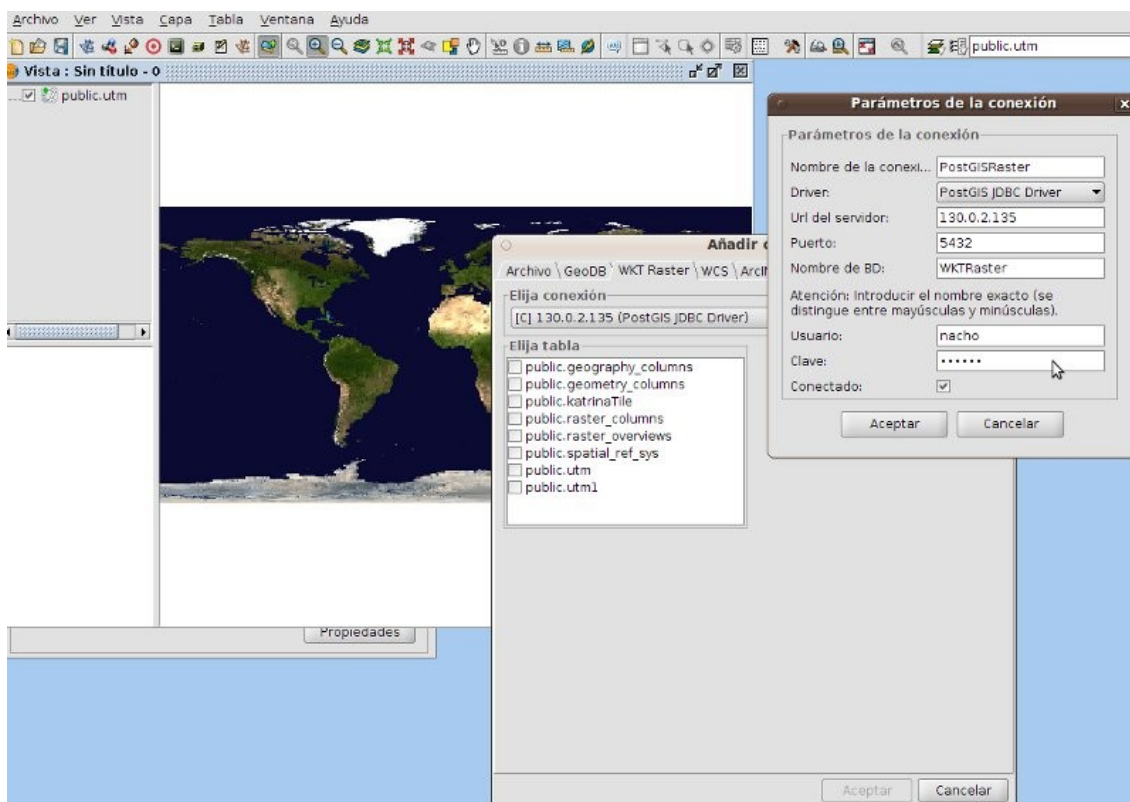 Archivo Ver Vista Capa Tabla Ventana Ayuda
public.utm
Vista : Sin título - 0
public.utm
Propiedades
Añadir
Archivo GeoDB WKT Raster WCS
Elija conexión
[C] 130.0.2.135 (PostGIS JDBC Driver)
Elija tabla
public.geography_columns
public.geometry_columns
public.katrinaTile
public.raster_columns
public.raster_overviews
public.spatial_ref_sys
public.utm
public.utm1
Aceptar Cancelar
Parámetros de la conexión
Parámetros de la conexión
Nombre de la conexi... PostGISRaster
Driver: PostGIS JDBC Driver
Url del servidor: 130.0.2.135
Puerto: 5432
Nombre de BD: WKTRaster
Atención: Introducir el nombre exacto (se
distingue entre mayúsculas y minúsculas).
Usuario: nacho
Clave: ••••••
Conectado:
Aceptar Cancelar